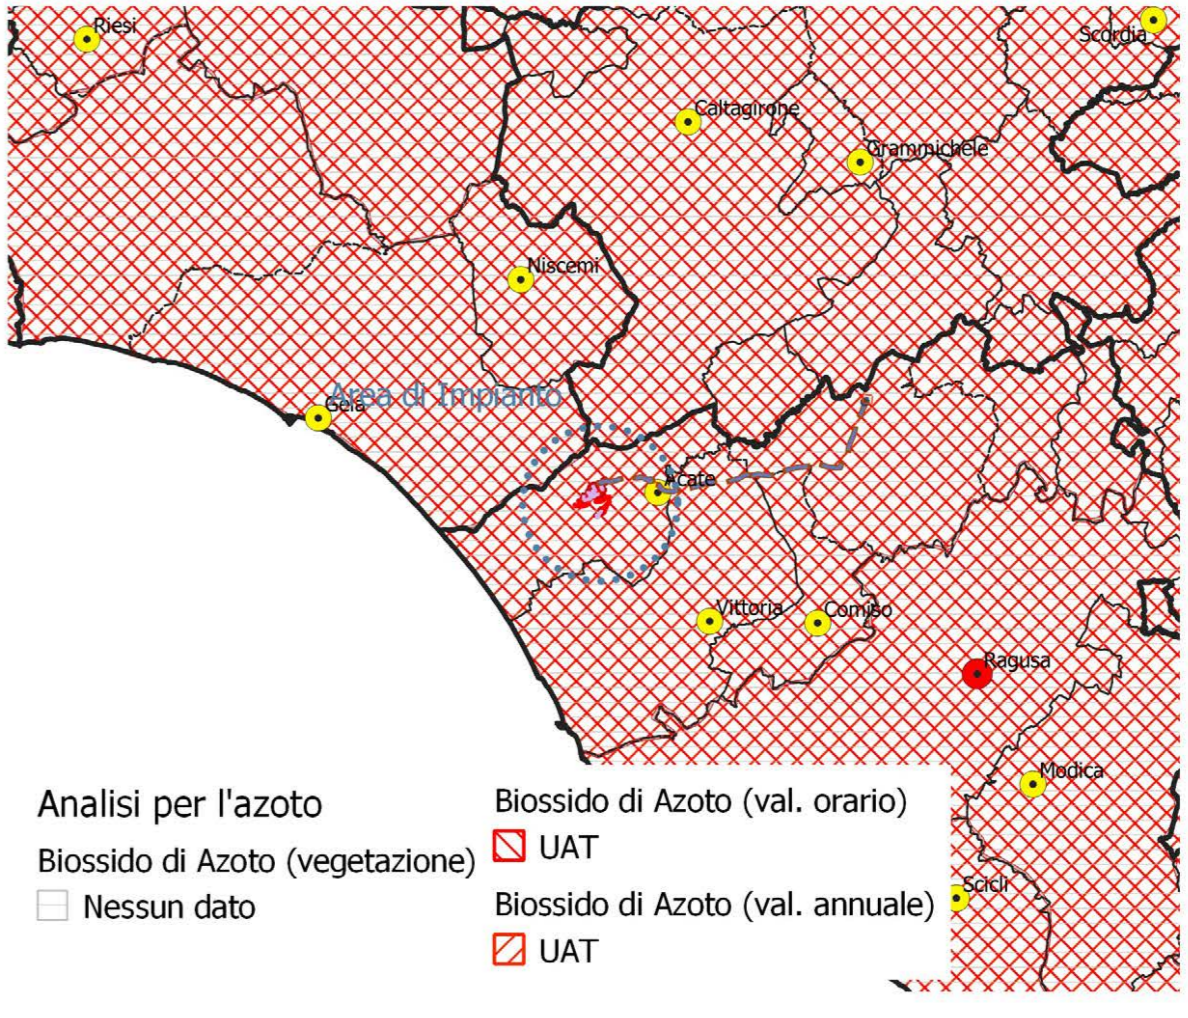 Riesi
Scordia
Caltagirone
Grammichele
Niscemi
Area di Impianto
Gela
Acate
Vittoria
Comiso
Ragusa
Modica
Scicli
Analisi per l'azoto
Biossido di Azoto (vegetazione)
Nessun dato
Biossido di Azoto (val. orario)
UAT
Biossido di Azoto (val. annuale)
UAT